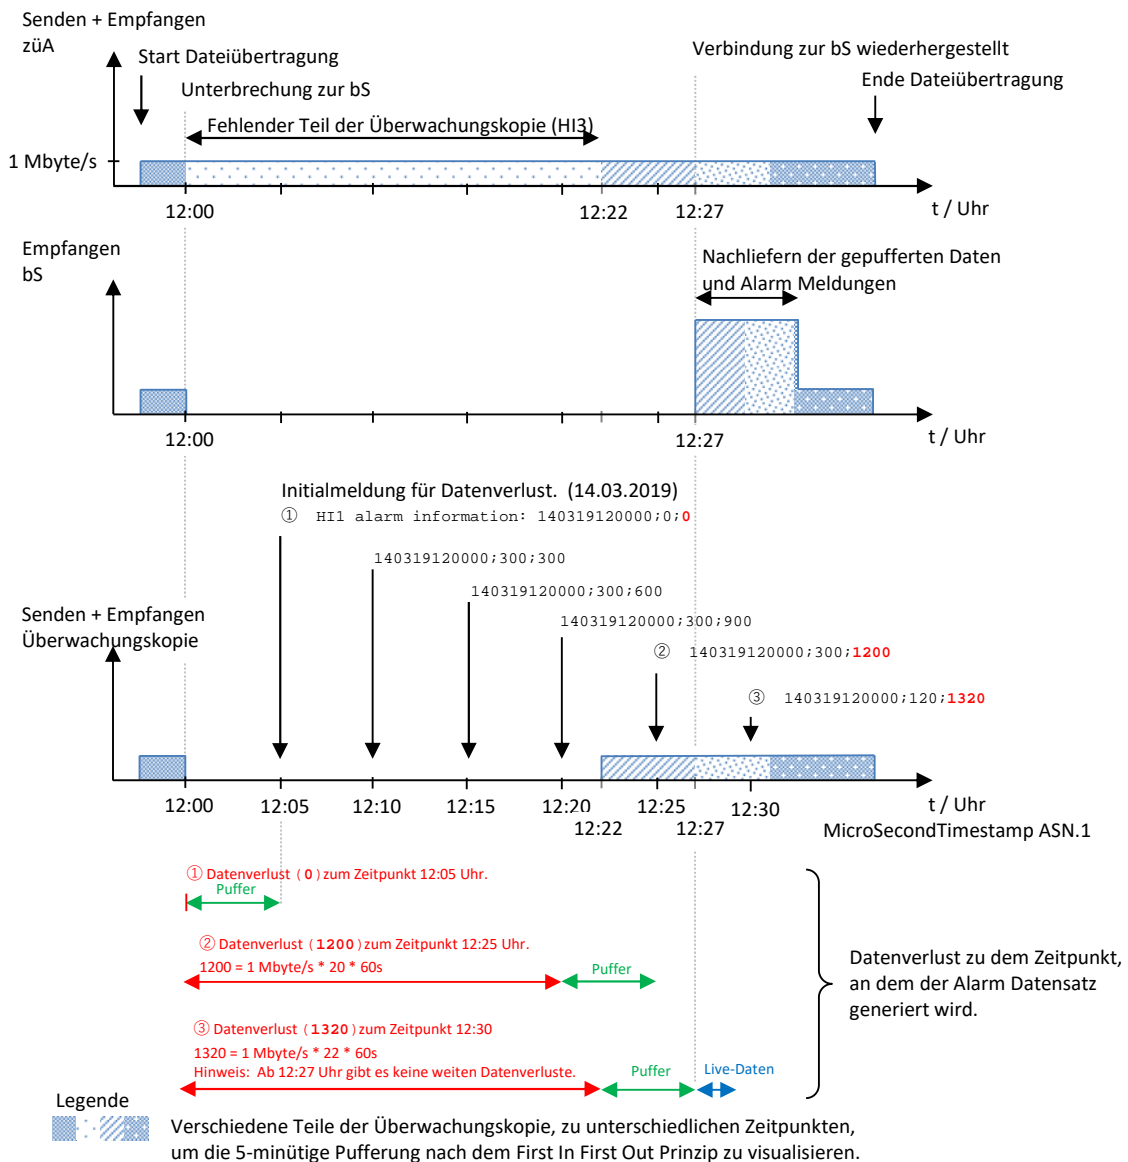 Senden + Empfangen
züA
Start Dateiübertragung
Verbindung zur bS wiederhergestellt
Ende Dateiübertragung
Unterbrechung zur bS
Fehlender Teil der Überwachungskopie (HI3)
1 Mbyte/s
12:00
12:22
12:27
t / Uhr
Empfangen
bS
Nachliefern der gepufferten Daten
und Alarm Meldungen
12:00
12:27
t / Uhr
Initialmeldung für Datenverlust. (14.03.2019)
① HI1 alarm information: 140319120000;0;0
140319120000;300;300
140319120000;300;600
140319120000;300;900
② 140319120000;300;1200
③ 140319120000;120;1320
Senden + Empfangen
Überwachungskopie
12:00 12:05 12:10 12:15 12:20 12:25 12:30
12:22 12:27
t / Uhr
MicroSecondTimestamp ASN.1
① Datenverlust (0) zum Zeitpunkt 12:05 Uhr.
Puffer
② Datenverlust (1200) zum Zeitpunkt 12:25 Uhr.
1200 = 1 Mbyte/s * 20 * 60s
Puffer
③ Datenverlust (1320) zum Zeitpunkt 12:30
1320 = 1 Mbyte/s * 22 * 60s
Hinweis: Ab 12:27 Uhr gibt es keine weiten Datenverluste.
Puffer
Live-Daten
Datenverlust zu dem Zeitpunkt,
an dem der Alarm Datensatz
generiert wird.
Legende
Verschiedene Teile der Überwachungskopie, zu unterschiedlichen Zeitpunkten,
um die 5-minütige Pufferung nach dem First In First Out Prinzip zu visualisieren.